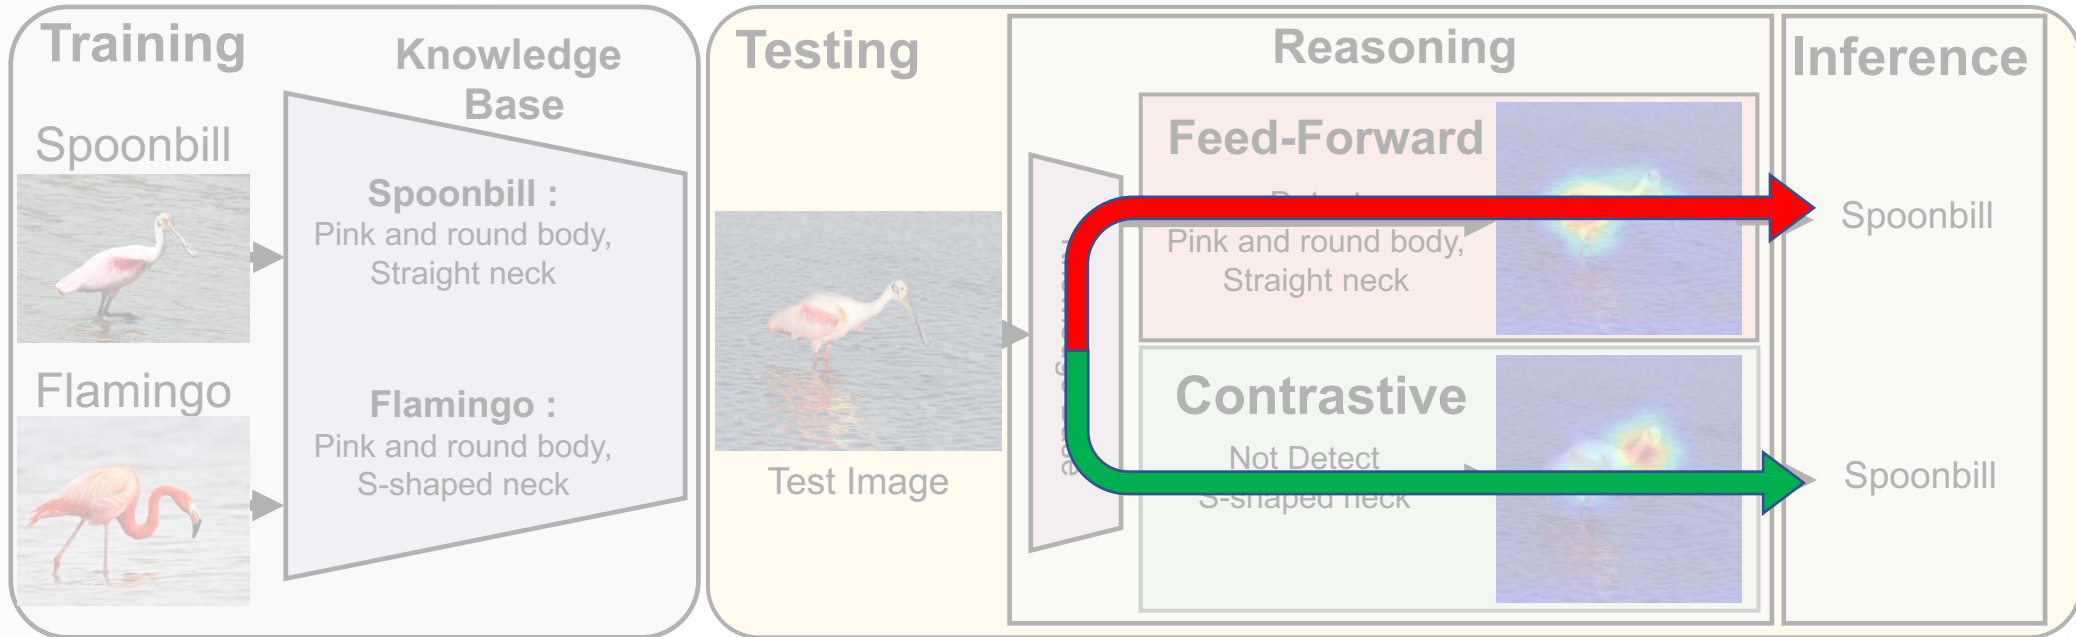 Training
Knowledge
Base
Spoonbill
Spoonbill :
Pink and round body,
Straight neck
Flamingo
Flamingo :
Pink and round body,
S-shaped neck
Testing
Test Image
Reasoning
Feed-Forward
Pink and round body,
Straight neck
Contrastive
Not Detect
S-shaped neck
Inference
Spoonbill
Spoonbill